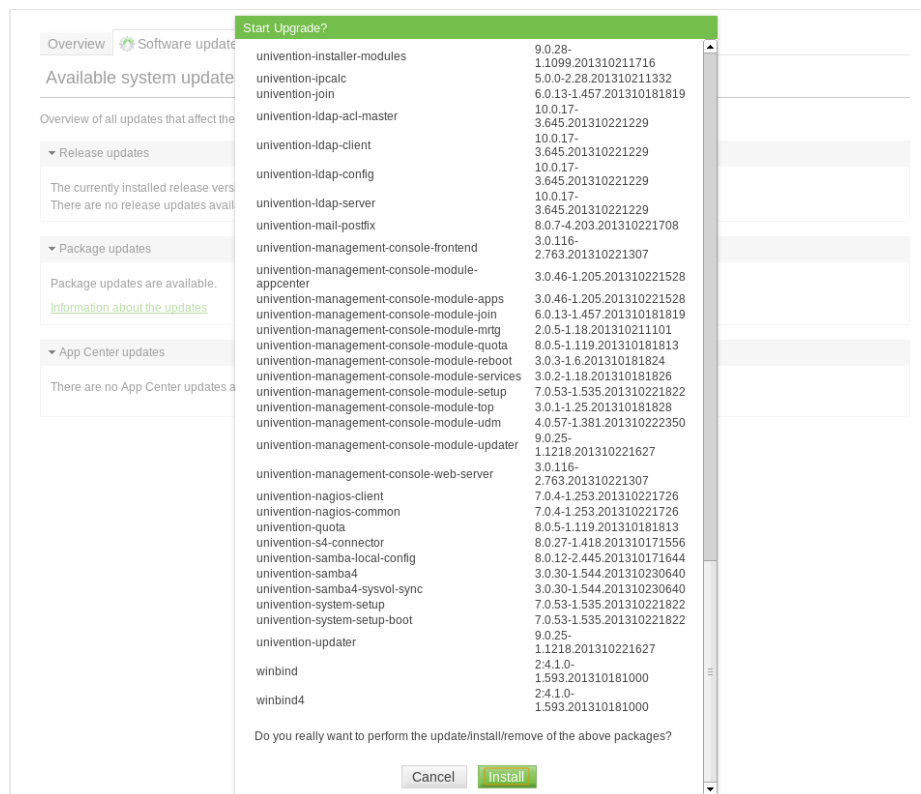 Start Upgrade?
Overview
Software update
Available system update
Overview of all updates that affect the
Release updates
The currently installed release vers
There are no release updates avail
Package updates
Package updates are available.
Information about the updates
App Center updates
There are no App Center updates a
univention-installer-modules 9.0.28-
1.1099.201310211716
univention-ipcalc 5.0.0-2.28.201310211332
univention-join 6.0.13-1.457.201310181819
univention-ldap-acl-master 10.0.17-
3.645.201310221229
univention-ldap-client 10.0.17-
3.645.201310221229
univention-ldap-config 10.0.17-
3.645.201310221229
univention-ldap-server 10.0.17-
3.645.201310221229
univention-mail-postfix 8.0.7-4.203.201310221708
univention-management-console-frontend 3.0.116-
2.763.201310221307
univention-management-console-module-
appcenter 3.0.46-1.205.201310221528
univention-management-console-module-apps 3.0.46-1.205.201310221528
univention-management-console-module-join 6.0.13-1.457.201310181819
univention-management-console-module-mrtg 2.0.5-1.18.201310211101
univention-management-console-module-quota 8.0.5-1.119.201310181813
univention-management-console-module-reboot 3.0.3-1.6.201310181824
univention-management-console-module-services 3.0.2-1.18.201310181826
univention-management-console-module-setup 7.0.53-1.535.201310221822
univention-management-console-module-top 3.0.1-1.25.201310181828
univention-management-console-module-udm 4.0.57-1.381.201310222350
univention-management-console-module-updater 9.0.25-
1.1218.201310221627
univention-management-console-web-server 3.0.116-
2.763.201310221307
univention-nagios-client 7.0.4-1.253.201310221726
univention-nagios-common 7.0.4-1.253.201310221726
univention-quota 8.0.5-1.119.201310181813
univention-s4-connector 8.0.27-1.418.201310171556
univention-samba-local-config 8.0.12-2.445.201310171644
univention-samba4 3.0.30-1.544.201310230640
univention-samba4-sysvol-sync 3.0.30-1.544.201310230640
univention-system-setup 7.0.53-1.535.201310221822
univention-system-setup-boot 7.0.53-1.535.201310221822
univention-updater 9.0.25-
1.1218.201310221627
winbind 2:4.1.0-
1.593.201310181000
winbind4 2:4.1.0-
1.593.201310181000
Do you really want to perform the update/install/remove of the above packages?
Cancel
Install